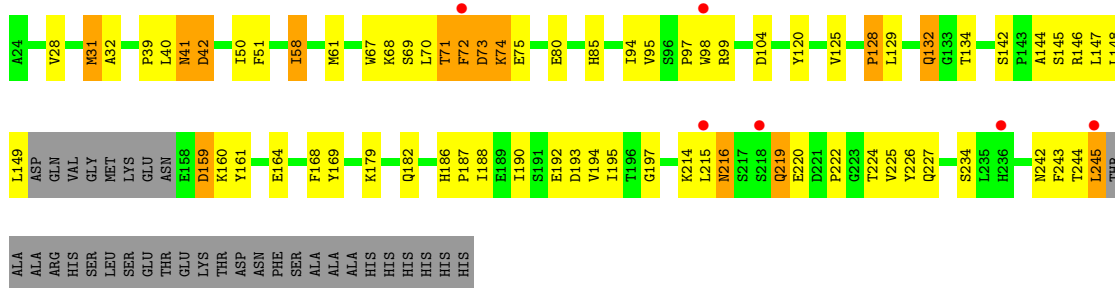 A24 V28 M31 A32 P39 L40 N41 D42 I50 F51 I58 M61 W67 K68 S69 L70 T71 F72 D73 K74 E75 E80 H85 I94 V95 S96 P97 W98 R99 D104 Y120 V125 P128 L129 Q132 G133 T134 S142 P143 A144 S145 R146 L147 L148
L149 ASP GLN VAL GLY MET LYS GLU ASN E158 D159 K160 Y161 E164 F168 Y169 K179 Q182 H186 P187 I188 E189 I190 S191 E192 D193 V194 I195 T196 G197 K214 L215 N216 S217 S218 Q219 E220 D221 P222 G223 T224 V225 Y226 Q227 S234 L235 H236 N242 F243 T244 L245 THR
ALA ALA ARG HIS SER LEU SER GLU THR GLU LYS THR ASP ASN PHE SER ALA ALA ALA HIS HIS HIS HIS HIS HIS